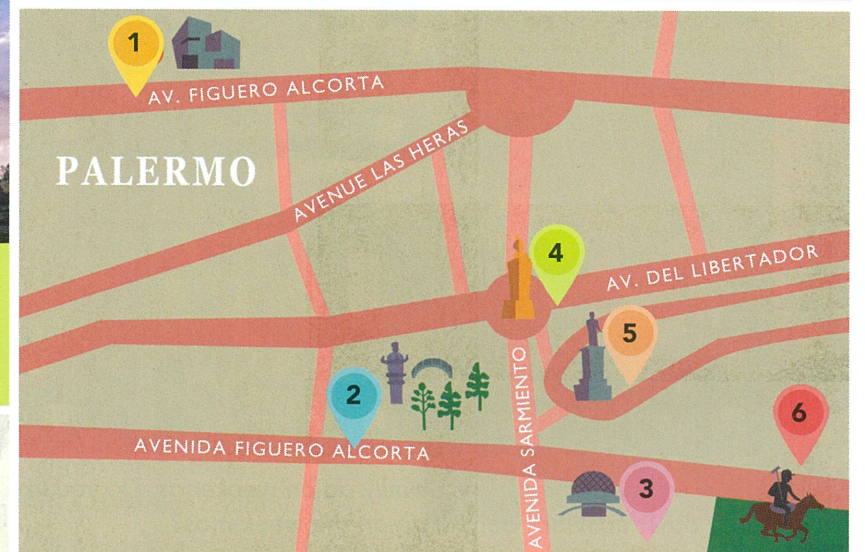 1
AV. FIGUERO ALCORTA
PALERMO
AVENUE LAS HERAS
4
AV. DEL LIBERTADOR
5
2
6
AVENIDA FIGUERO ALCORTA
AVENIDA SARMIENTO
3